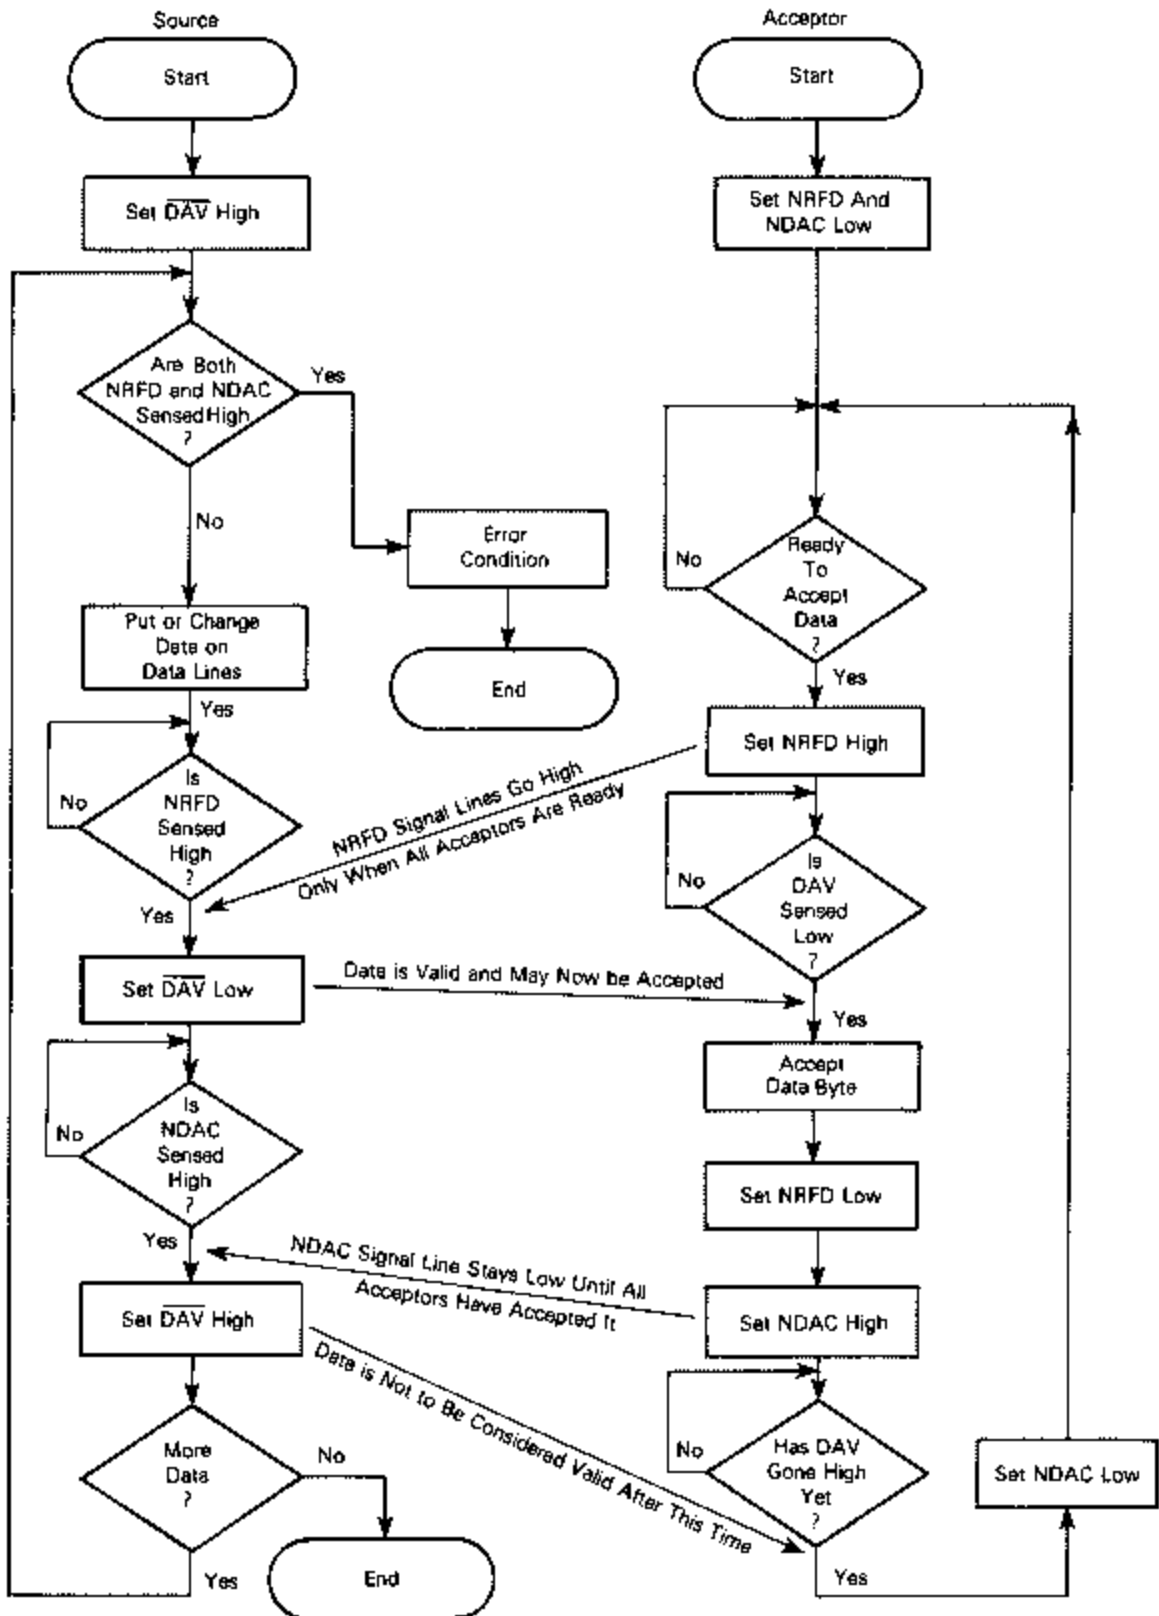 Source
Start
Set D̅A̅V̅ High
Are Both
NRFD and NDAC
Sensed High
?
Yes
No
Error
Condition
End
Put or Change
Data on
Data Lines
Yes
Is
NRFD
Sensed
High
?
No
Yes
Set D̅A̅V̅ Low
Is
NDAC
Sensed
High
?
No
Yes
Set D̅A̅V̅ High
More
Data
?
No
Yes
End
NRFD Signal Lines Go High
Only When All Acceptors Are Ready
Data is Valid and May Now be Accepted
NDAC Signal Line Stays Low Until All
Acceptors Have Accepted It
Data is Not to Be Considered Valid After This Time
Acceptor
Start
Set NRFD And
NDAC Low
Ready
To
Accept
Data
?
No
Yes
Set NRFD High
Is
DAV
Sensed
Low
?
No
Yes
Accept
Data Byte
Set NRFD Low
Set NDAC High
Has DAV
Gone High
Yet
?
No
Yes
Set NDAC Low